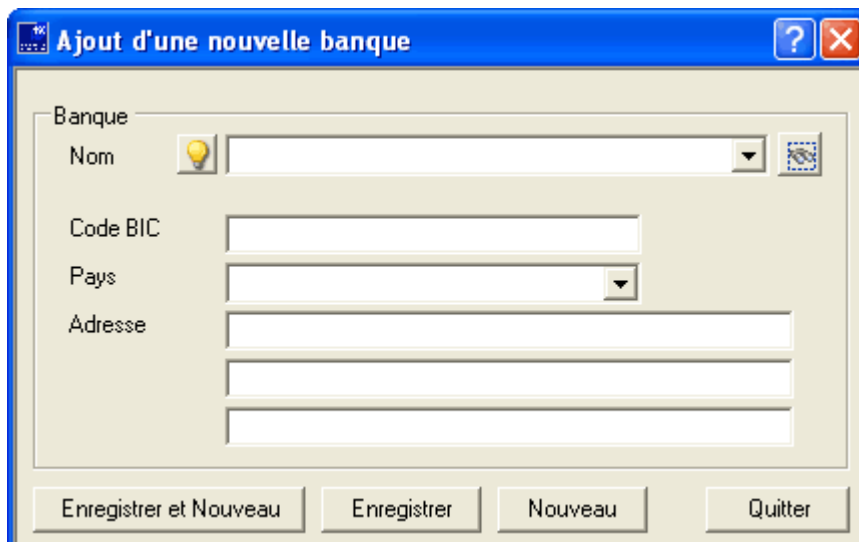 Ajout d'une nouvelle banque
Banque
Nom
Code BIC
Pays
Adresse
Enregistrer et Nouveau Enregistrer Nouveau Quitter